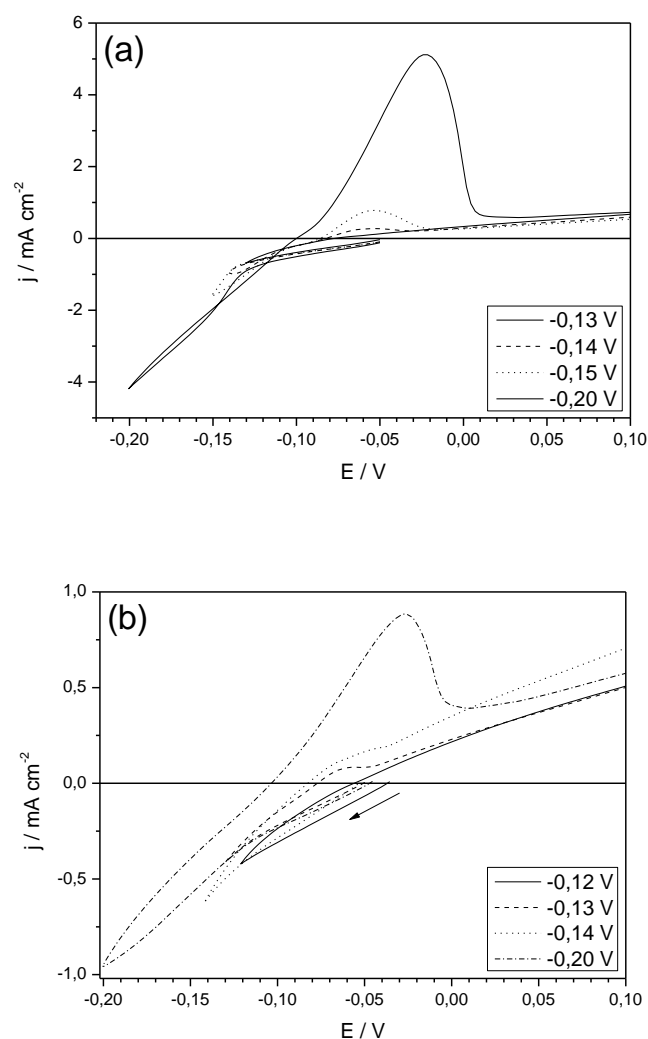 (a)
6
4
2
0
-2
-4
j / mA cm-2
-0,20 -0,15 -0,10 -0,05 0,00 0,05 0,10
E / V
-0,13 V
-0,14 V
-0,15 V
-0,20 V
(b)
1,0
0,5
0,0
-0,5
-1,0
j / mA cm-2
-0,20 -0,15 -0,10 -0,05 0,00 0,05 0,10
E / V
-0,12 V
-0,13 V
-0,14 V
-0,20 V